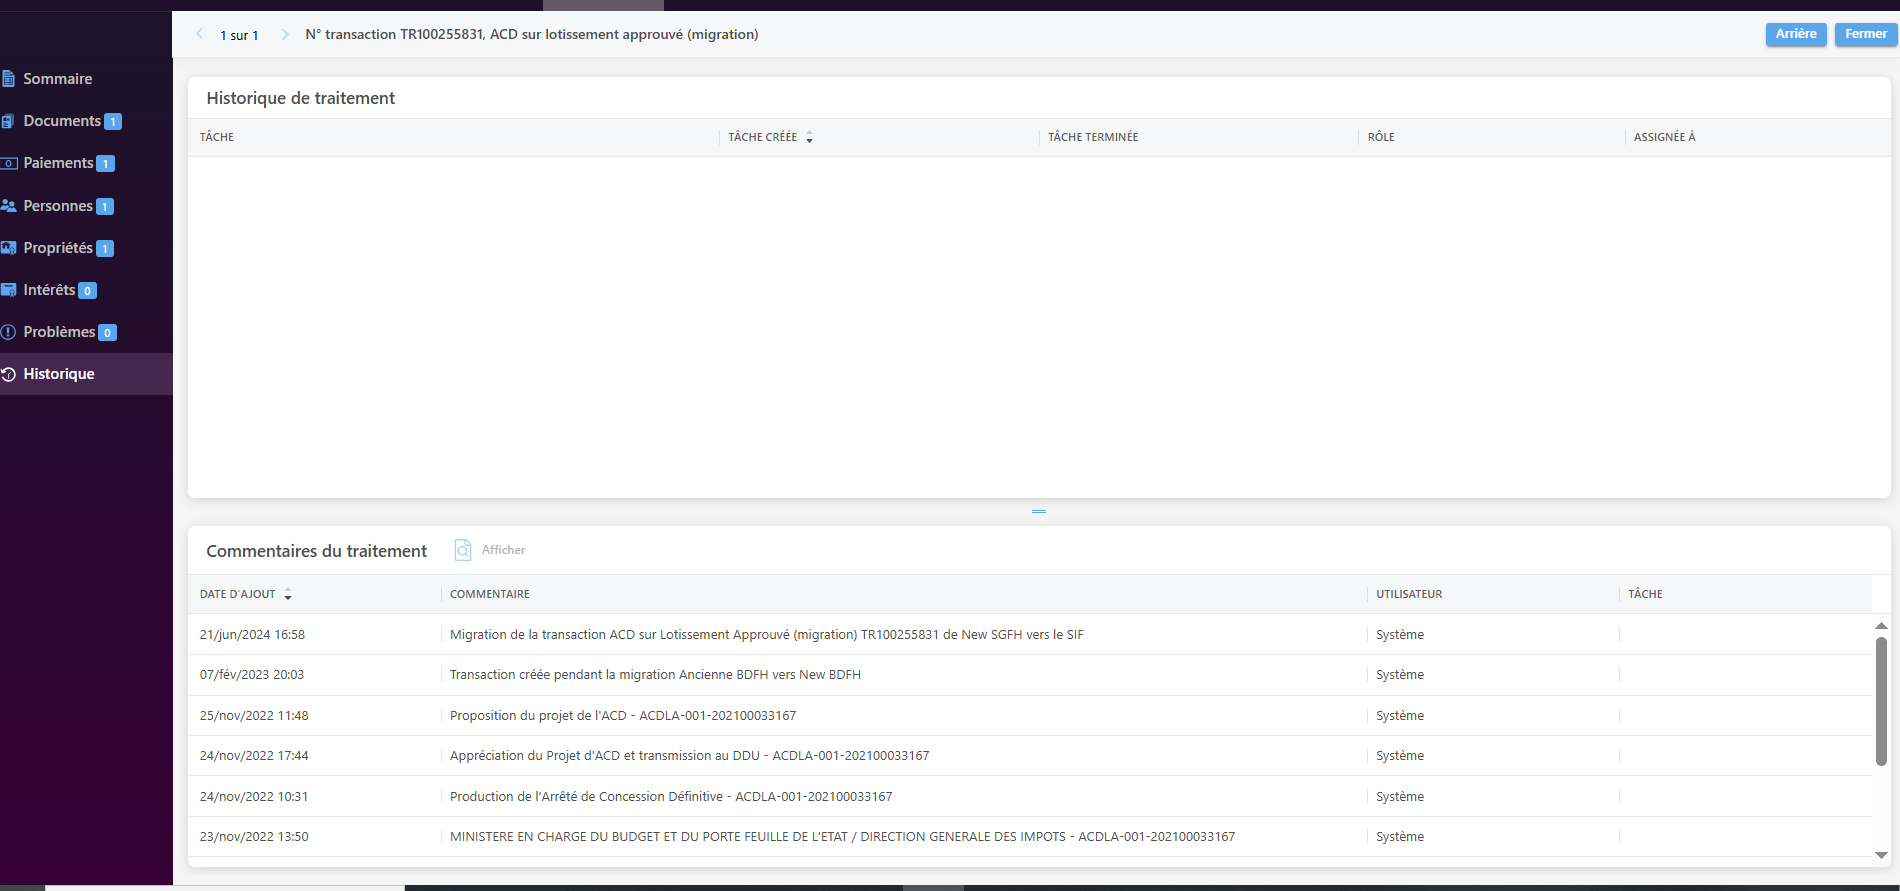 1 sur 1
N° transaction TR100255831, ACD sur lotissement approuvé (migration)
Arrière
Fermer
Sommaire
Documents 1
Paiements 1
Personnes 1
Propriétés 1
Intérêts 0
Problèmes 0
Historique
Historique de traitement
TÂCHE
TÂCHE CRÉÉE
TÂCHE TERMINÉE
RÔLE
ASSIGNÉE À
Commentaires du traitement
Afficher
DATE D'AJOUT COMMENTAIRE UTILISATEUR TÂCHE
21/jun/2024 16:58 Migration de la transaction ACD sur Lotissement Approuvé (migration) TR100255831 de New SGFH vers le SIF Système
07/fév/2023 20:03 Transaction créée pendant la migration Ancienne BDFH vers New BDFH Système
25/nov/2022 11:48 Proposition du projet de l'ACD - ACDLA-001-202100033167 Système
24/nov/2022 17:44 Appréciation du Projet d'ACD et transmission au DDU - ACDLA-001-202100033167 Système
24/nov/2022 10:31 Production de l'Arrêté de Concession Définitive - ACDLA-001-202100033167 Système
23/nov/2022 13:50 MINISTERE EN CHARGE DU BUDGET ET DU PORTE FEUILLE DE L'ETAT / DIRECTION GENERALE DES IMPOTS - ACDLA-001-202100033167 Système